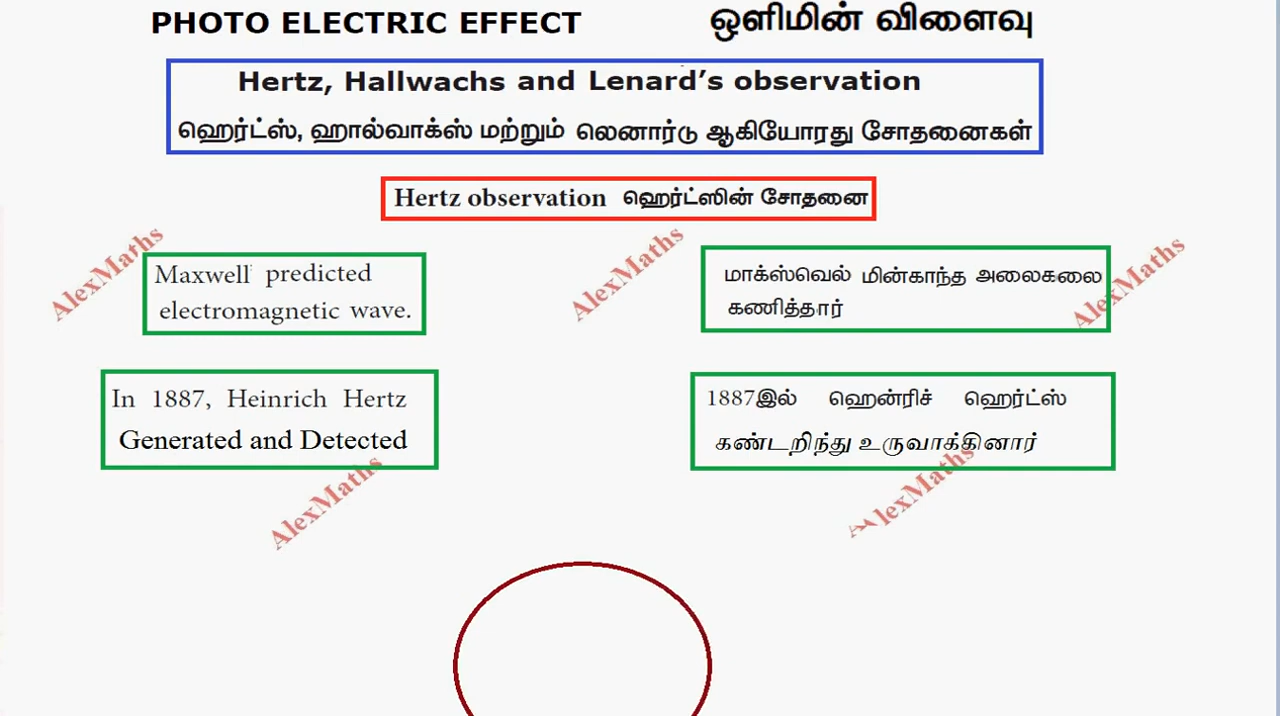 PHOTO ELECTRIC EFFECT ஒளிமின் விளைவு
Hertz, Hallwachs and Lenard's observation
ஹெர்ட்ஸ், ஹால்வாக்ஸ் மற்றும் லெனார்டு ஆகியோரது சோதனைகள்
Hertz observation ஹெர்ட்ஸின் சோதனை
AlexMaths
AlexMaths
AlexMaths
Maxwell predicted
electromagnetic wave.
மாக்ஸ்வெல் மின்காந்த அலைகலை
கணித்தார்
In 1887, Heinrich Hertz
Generated and Detected
1887இல் ஹென்ரிச் ஹெர்ட்ஸ்
கண்டறிந்து உருவாக்கினார்
AlexMaths
AlexMaths